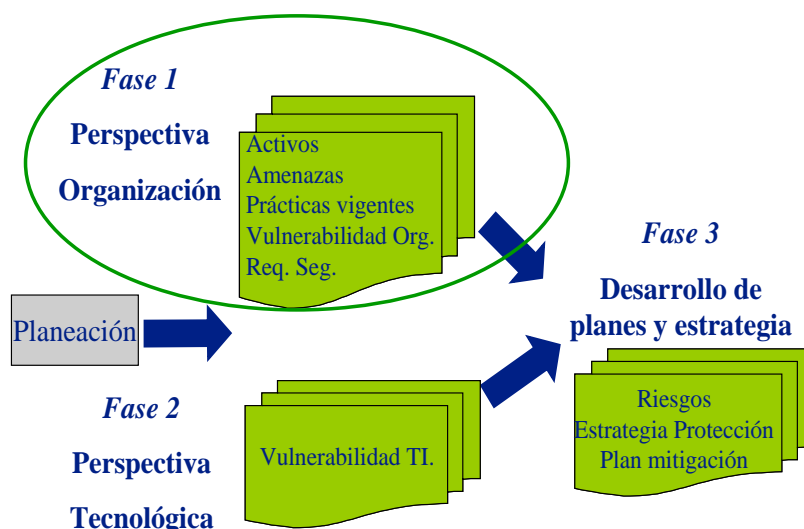 Fase 1
Perspectiva
Organización
Activos
Amenazas
Prácticas vigentes
Vulnerabilidad Org.
Req. Seg.
Planeación
Fase 2
Perspectiva
Tecnológica
Vulnerabilidad TI.
Fase 3
Desarrollo de
planes y estrategia
Riesgos
Estrategia Protección
Plan mitigación